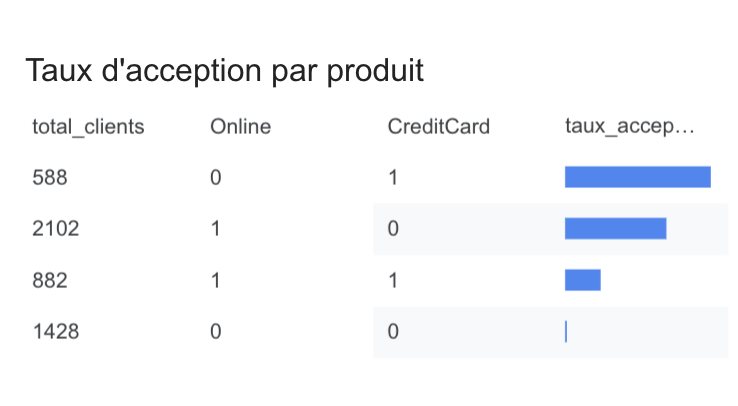 Taux d'acception par produit
total_clients Online CreditCard taux_accep...
588 0 1
2102 1 0
882 1 1
1428 0 0